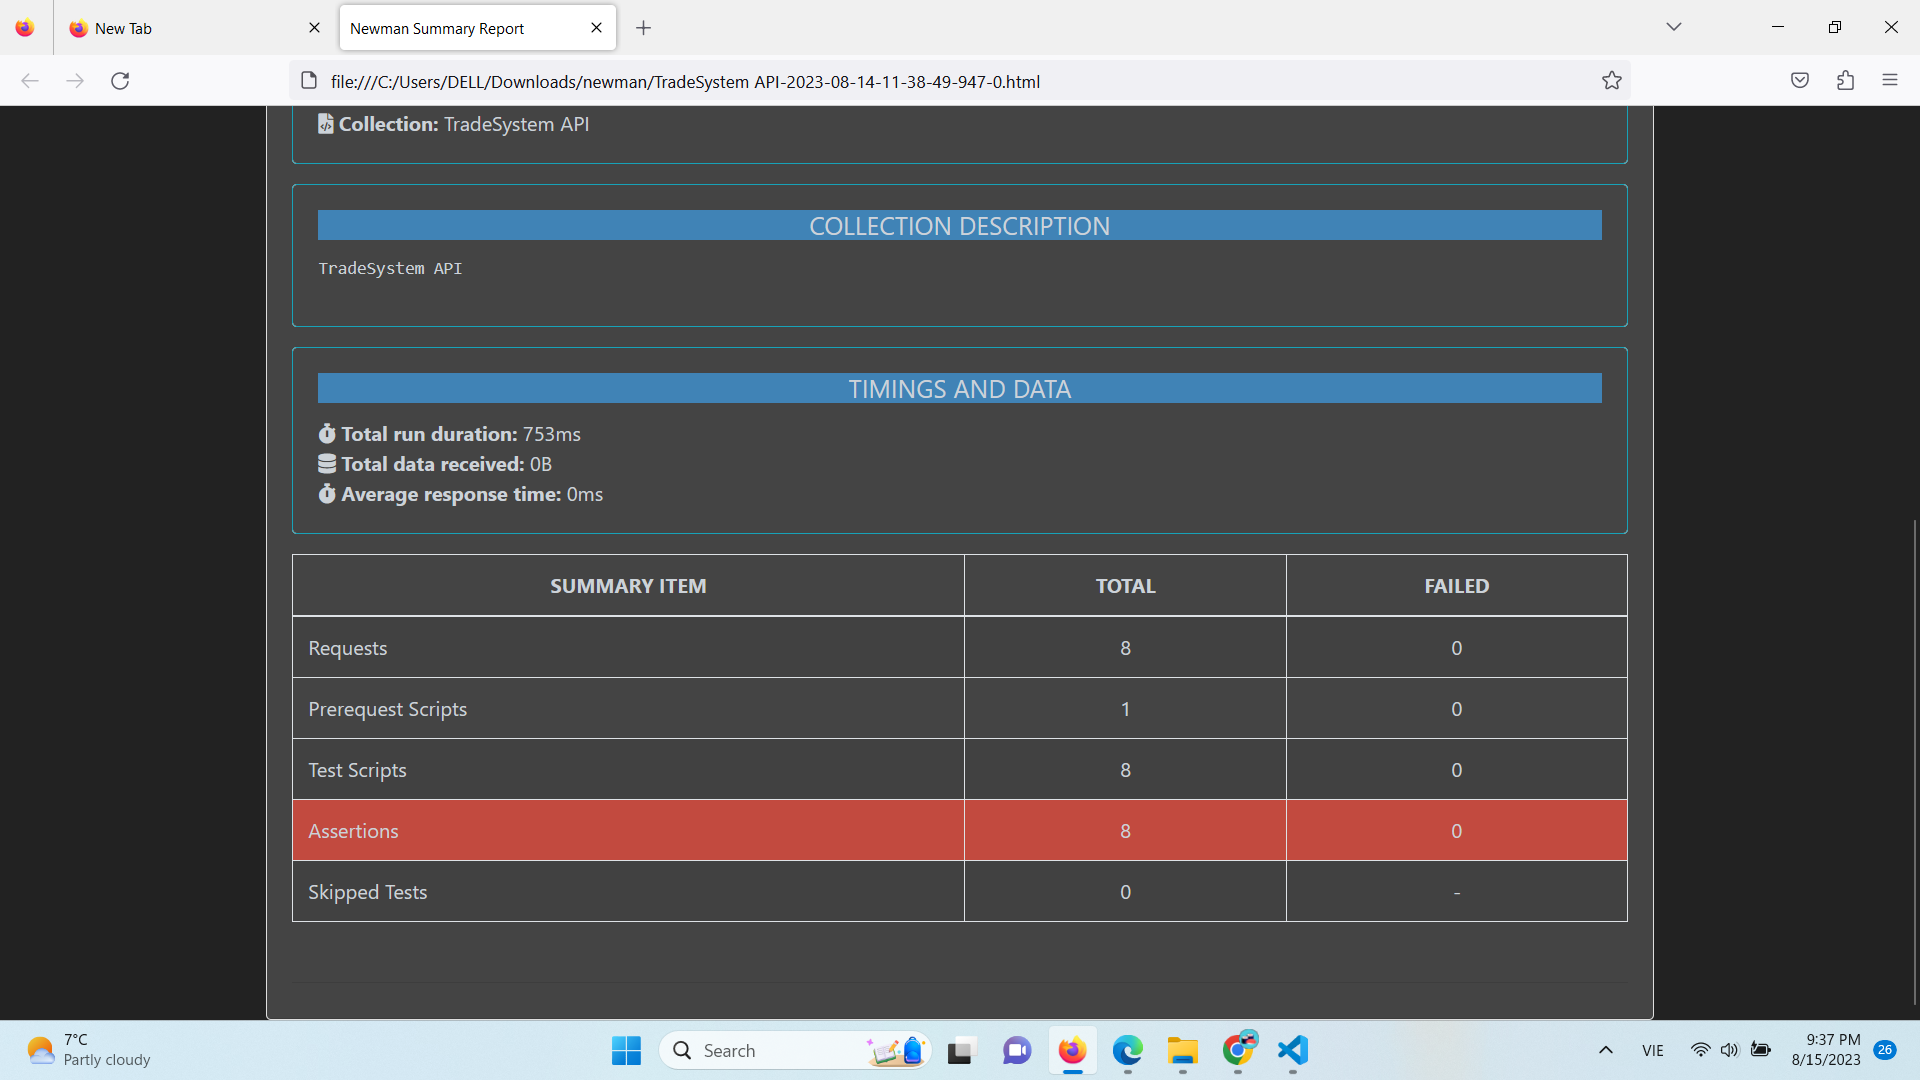 New Tab
Newman Summary Report
file:///C:/Users/DELL/Downloads/newman/TradeSystem API-2023-08-14-11-38-49-947-0.html
Collection: TradeSystem API
COLLECTION DESCRIPTION
TradeSystem API
TIMINGS AND DATA
Total run duration: 753ms
Total data received: 0B
Average response time: 0ms
SUMMARY ITEM TOTAL FAILED
Requests 8 0
Prerequest Scripts 1 0
Test Scripts 8 0
Assertions 8 0
Skipped Tests 0 -
7°C
Partly cloudy
Search
VIE
9:37 PM
8/15/2023
26